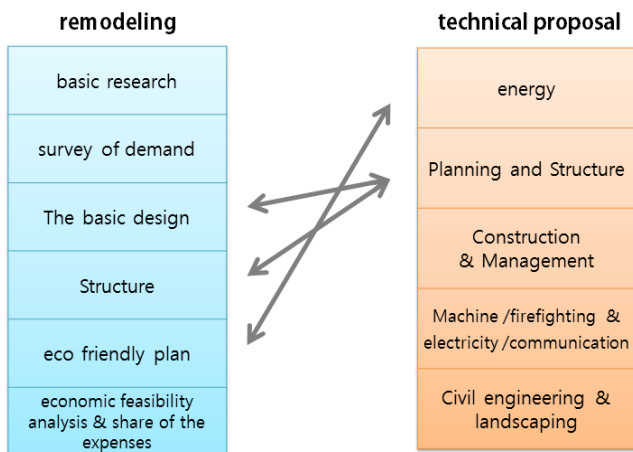 remodeling
basic research
survey of demand
The basic design
Structure
eco friendly plan
economic feasibility
analysis & share of the
expenses
technical proposal
energy
Planning and Structure
Construction
& Management
Machine /firefighting &
electricity /communication
Civil engineering &
landscaping